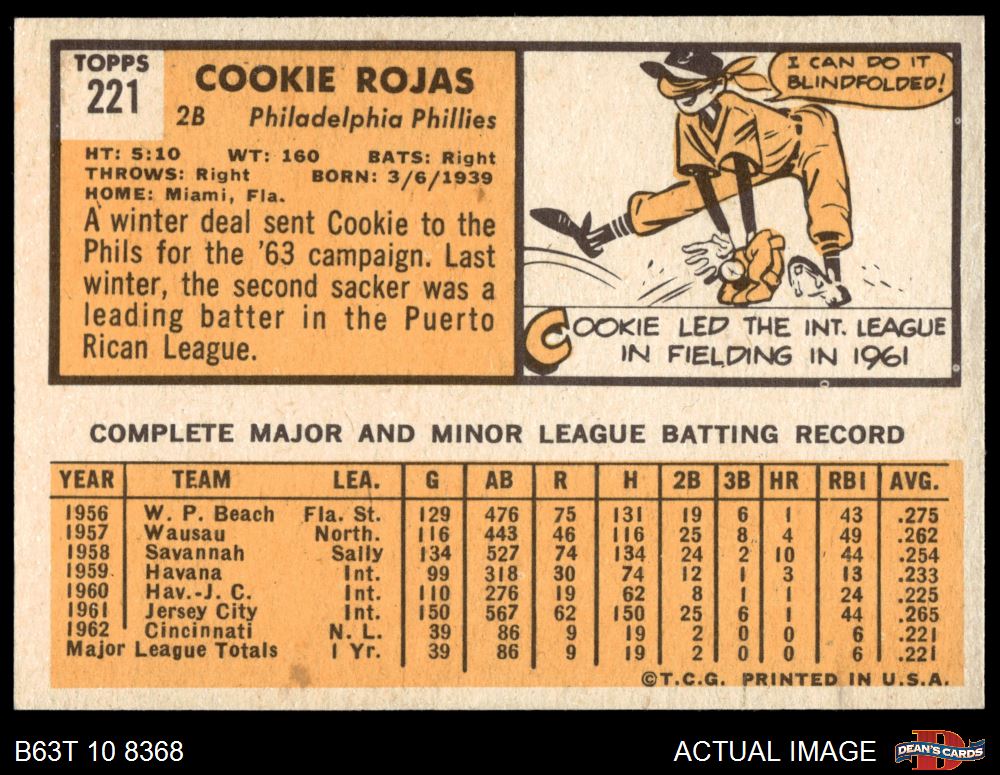 TOPPS
221
COOKIE ROJAS
2B Philadelphia Phillies
HT: 5:10 WT: 160 BATS: Right
THROWS: Right BORN: 3/6/1939
HOME: Miami, Fla.
A winter deal sent Cookie to the
Phils for the '63 campaign. Last
winter, the second sacker was a
leading batter in the Puerto
Rican League.
I CAN DO IT
BLINDFOLDED!
COOKIE LED THE INT. LEAGUE
IN FIELDING IN 1961
COMPLETE MAJOR AND MINOR LEAGUE BATTING RECORD
YEAR TEAM LEA. G AB R H 2B 3B HR RBI AVG.
1956 W. P. Beach Fla. St. 129 476 75 131 19 6 1 43 .275
1957 Wausau North. 116 443 46 116 25 8 4 49 .262
1958 Savannah Sally 134 527 74 134 24 2 10 44 .254
1959 Havana Int. 99 318 30 74 12 1 3 13 .233
1960 Hav.-J. C. Int. 110 276 19 62 8 1 1 24 .225
1961 Jersey City Int. 150 567 62 150 25 6 1 44 .265
1962 Cincinnati N. L. 39 86 9 19 2 0 0 6 .221
Major League Totals 1 Yr. 39 86 9 19 2 0 0 6 .221
©T.C.G. PRINTED IN U.S.A.
B63T 10 8368
ACTUAL IMAGE
D
DEAN'S CARDS